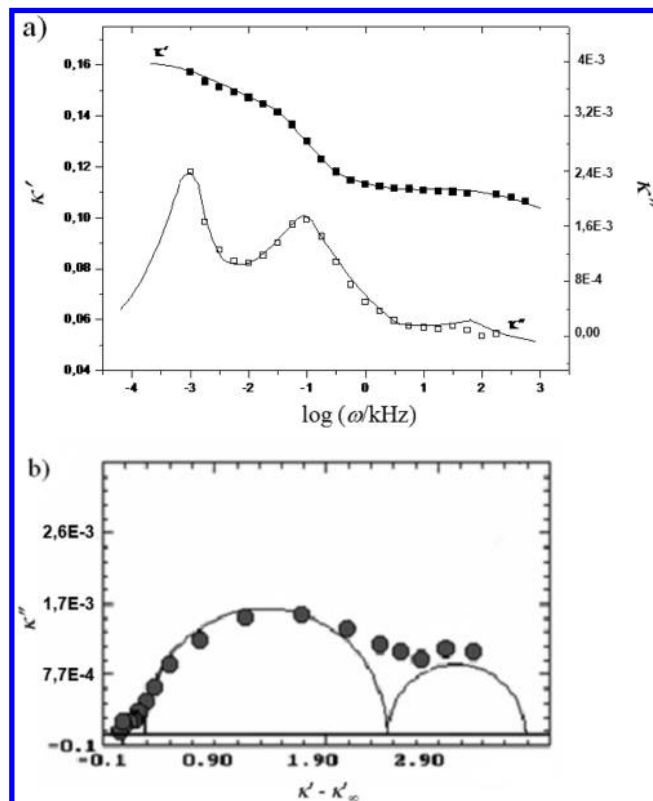 a)
κ'
0,16
0,14
0,12
0,10
0,08
0,06
0,04
κ'
4E-3
3,2E-3
2,4E-3
1,6E-3
8E-4
0,00
κ"
κ"
-4 -3 -2 -1 0 1 2 3
log (ω/kHz)
b)
2,6E-3
1,7E-3
7,7E-4
-0.1
κ"
-0.1 0.90 1.90 2.90
κ' - κ'∞